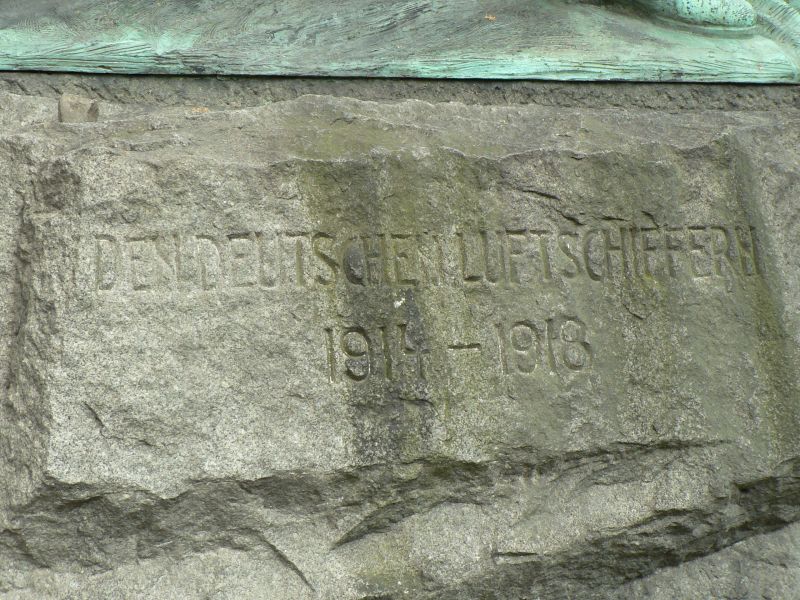 DEN DEUTSCHEN LUFTSCHIFFERN
1914 - 1918